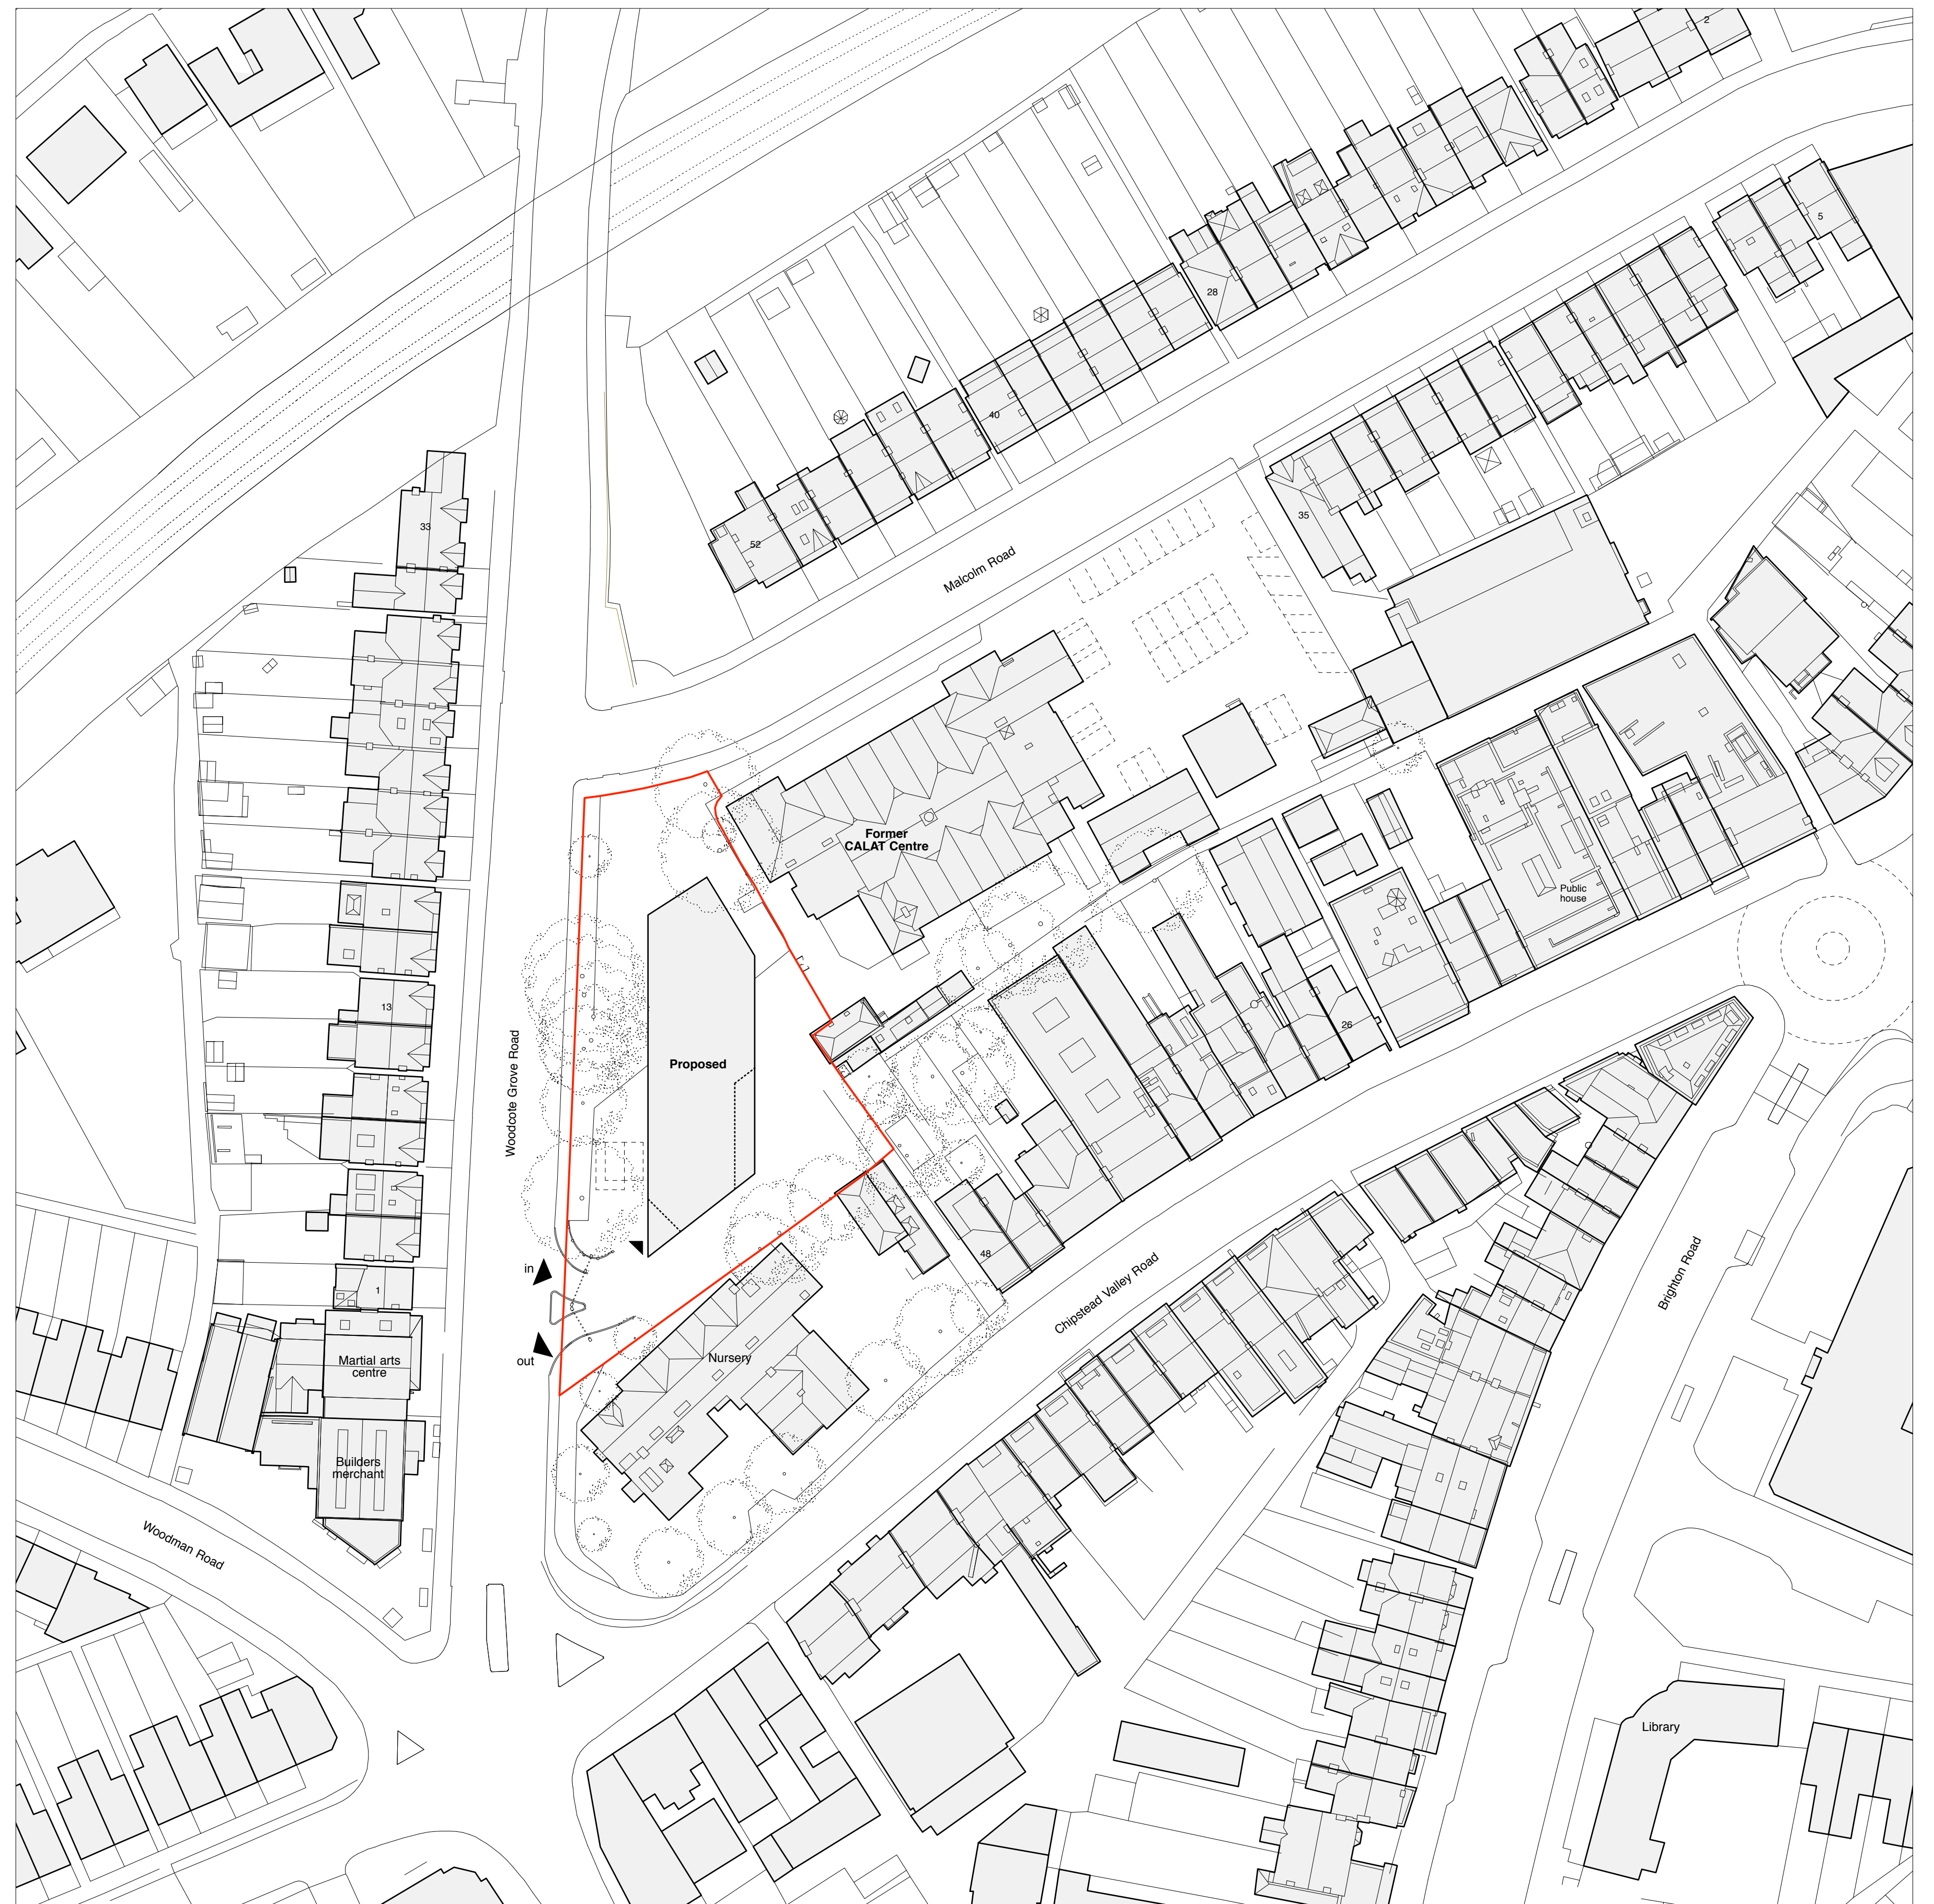 2
5
28
40
33
35
52
Malcolm Road
Former
CALAT Centre
Public
house
13
26
Woodcote Grove Road
Proposed
48
in
1
Chipstead Valley Road
Brighton Road
out
Martial arts
centre
Nursery
Builders
merchant
Woodman Road
Library